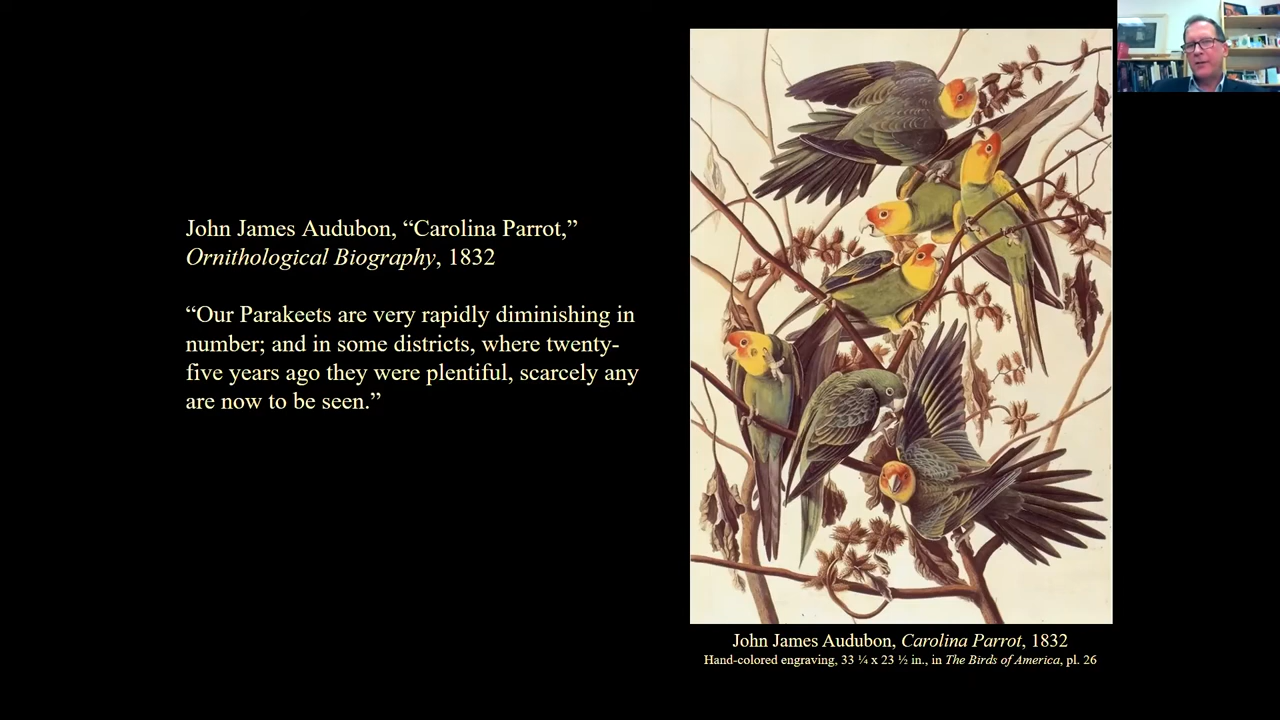 John James Audubon, “Carolina Parrot,”
Ornithological Biography, 1832
“Our Parakeets are very rapidly diminishing in
number; and in some districts, where twenty-
five years ago they were plentiful, scarcely any
are now to be seen.”
John James Audubon, Carolina Parrot, 1832
Hand-colored engraving, 33 ¼ x 23 ½ in., in The Birds of America, pl. 26